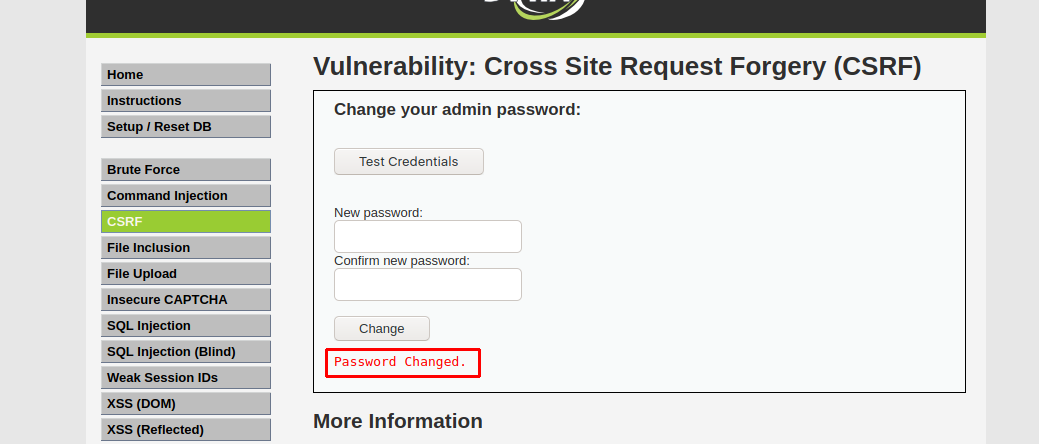 Vulnerability: Cross Site Request Forgery (CSRF)
Home
Instructions
Setup / Reset DB
Brute Force
Command Injection
CSRF
File Inclusion
File Upload
Insecure CAPTCHA
SQL Injection
SQL Injection (Blind)
Weak Session IDs
XSS (DOM)
XSS (Reflected)
Change your admin password:
Test Credentials
New password:
Confirm new password:
Change
Password Changed.
More Information